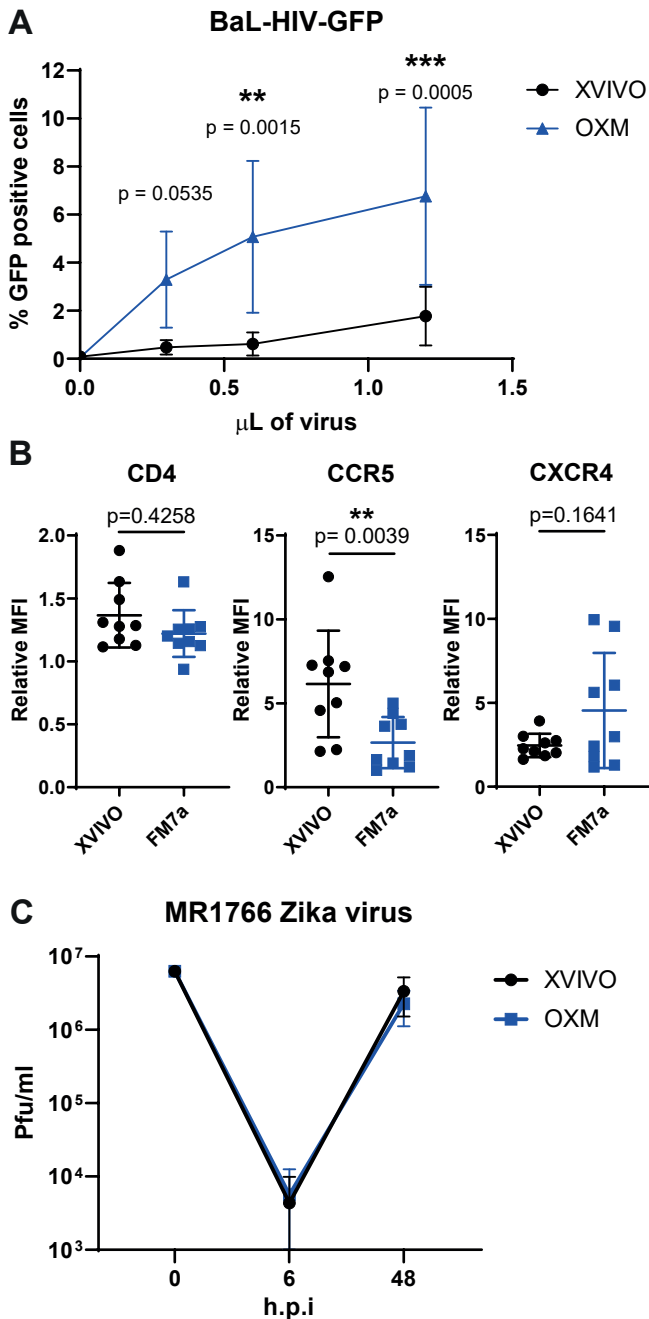 A
BaL-HIV-GFP
% GFP positive cells
12
10
8
6
4
2
0
p = 0.0535
**
p = 0.0015
***
p = 0.0005
XVIVO
OXM
0.0 0.5 1.0 1.5
μL of virus
B
CD4
p=0.4258
Relative MFI
2.0
1.5
1.0
0.5
0.0
XVIVO FM7a
CCR5
**
p= 0.0039
Relative MFI
15
10
5
0
XVIVO FM7a
CXCR4
p=0.1641
Relative MFI
15
10
5
0
XVIVO FM7a
C
MR1766 Zika virus
Pfu/ml
10⁷
10⁶
10⁵
10⁴
10³
XVIVO
OXM
0 6 48
h.p.i